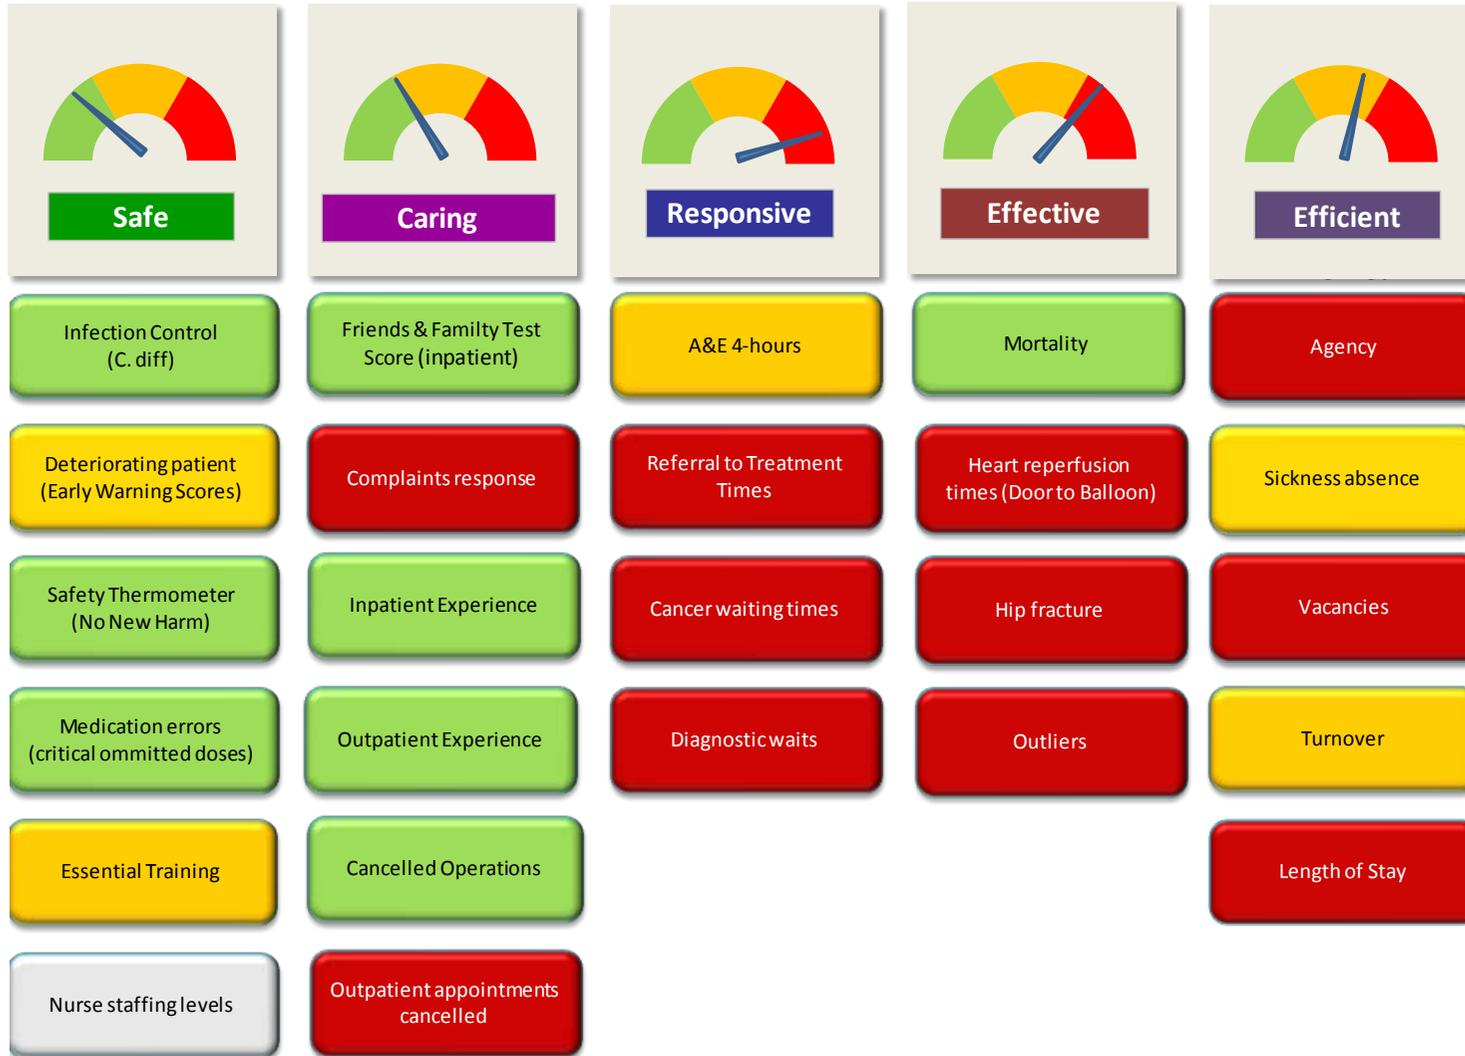 Safe
Caring
Responsive
Effective
Efficient
Infection Control
(C. diff)
Friends & Familty Test
Score (inpatient)
A&E 4-hours
Mortality
Agency
Deteriorating patient
(Early Warning Scores)
Complaints response
Referral to Treatment
Times
Heart reperfusion
times (Door to Balloon)
Sickness absence
Safety Thermometer
(No New Harm)
Inpatient Experience
Cancer waiting times
Hip fracture
Vacancies
Medication errors
(critical ommitted doses)
Outpatient Experience
Diagnostic waits
Outliers
Turnover
Essential Training
Cancelled Operations
Length of Stay
Nurse staffing levels
Outpatient appointments
cancelled